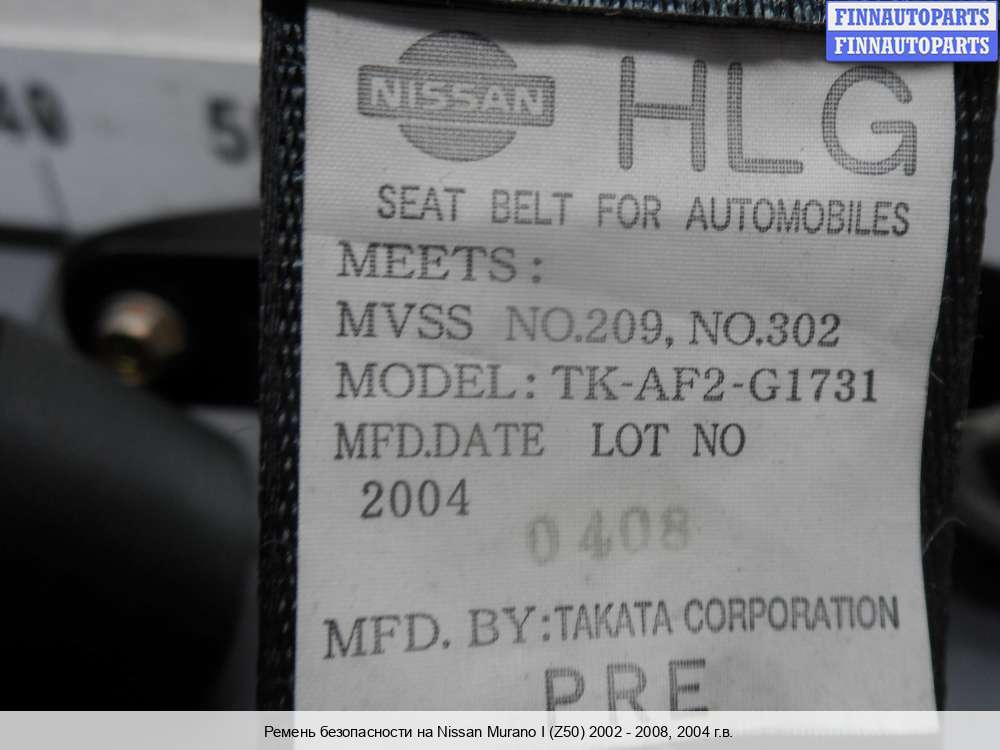 FINNAUTOPARTS
FINNAUTOPARTS
NISSAN HLG
SEAT BELT FOR AUTOMOBILES
MEETS:
MVSS NO.209, NO.302
MODEL: TK-AF2-G1731
MFD.DATE LOT NO
2004
0408
MFD. BY:TAKATA CORPORATION
PRE
Ремень безопасности на Nissan Murano I (Z50) 2002 - 2008, 2004 г.в.